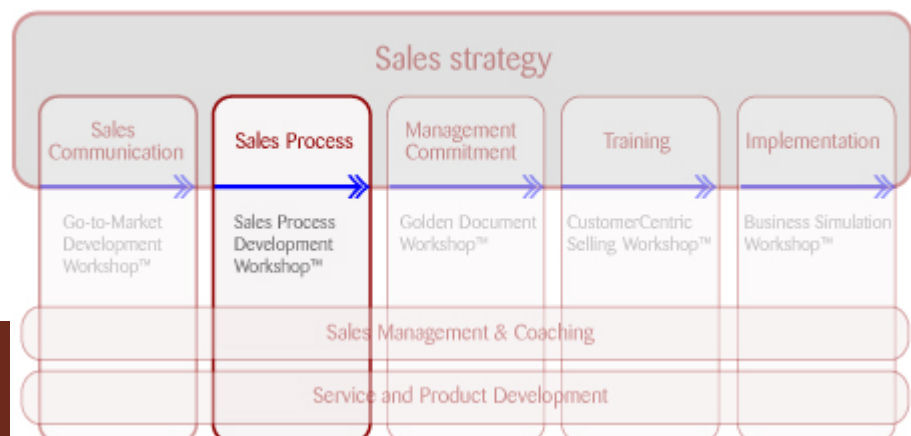 Sales strategy
Sales
Communication
Sales Process
Management
Commitment
Training
Implementation
Go-to-Market
Development
Workshop™
Sales Process
Development
Workshop™
Golden Document
Workshop™
CustomerCentric
Selling Workshop™
Business Simulation
Workshop™
Sales Management & Coaching
Service and Product Development